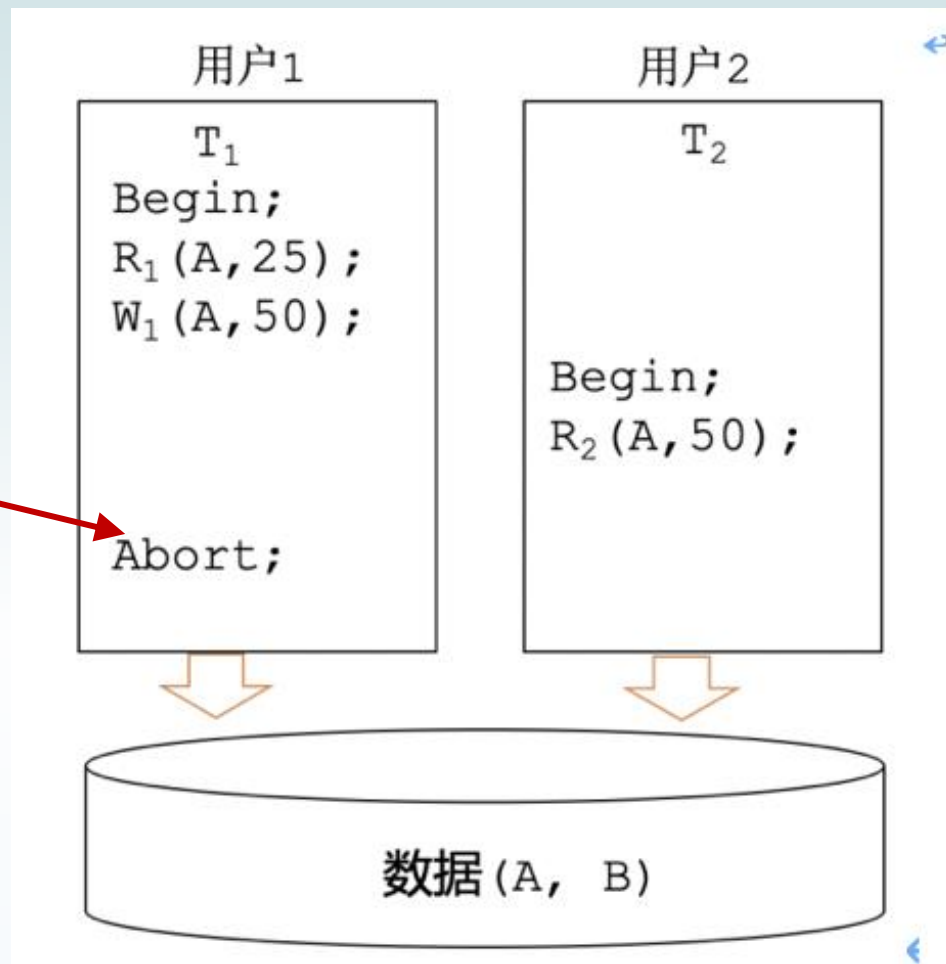 用户1
T₁
Begin;
R₁(A,25);
W₁(A,50);
Abort;
用户2
T₂
Begin;
R₂(A,50);
数据(A, B)